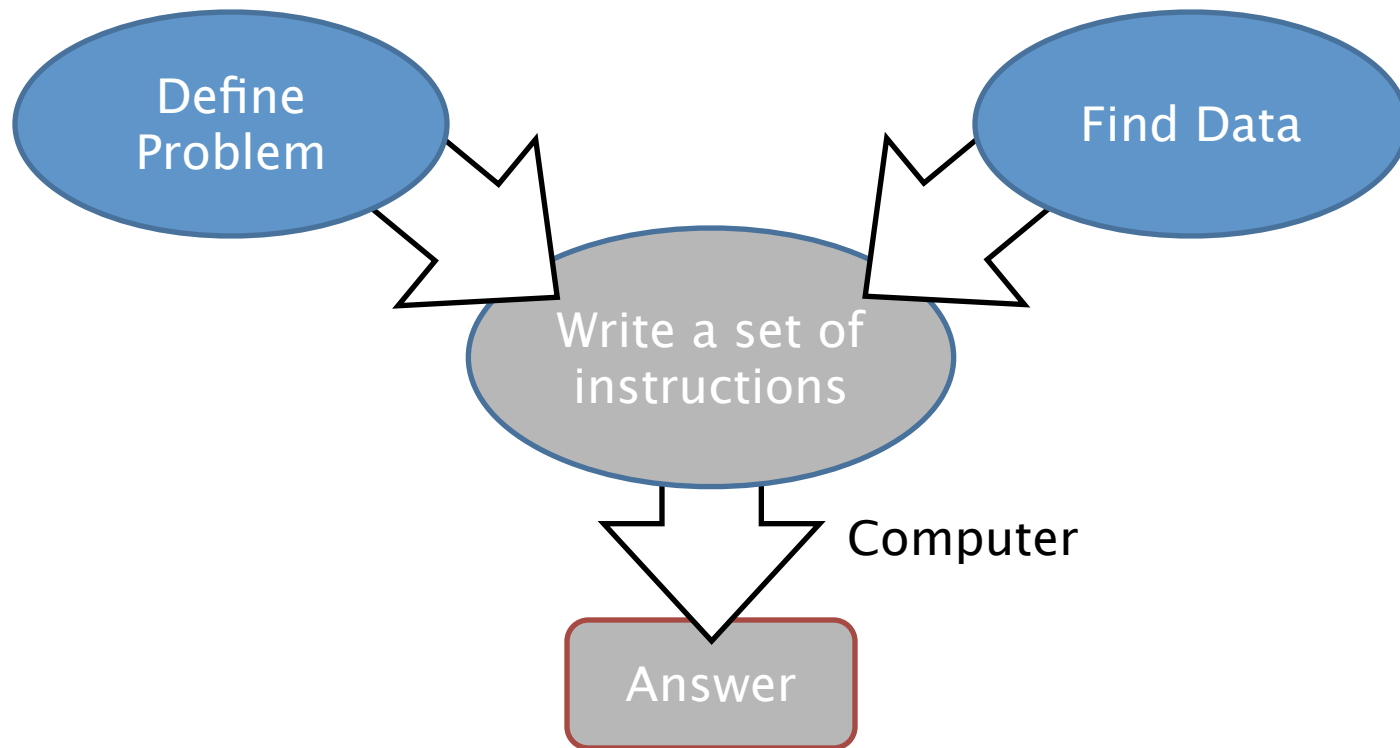 Define
Problem
Find Data
Write a set of
instructions
Computer
Answer